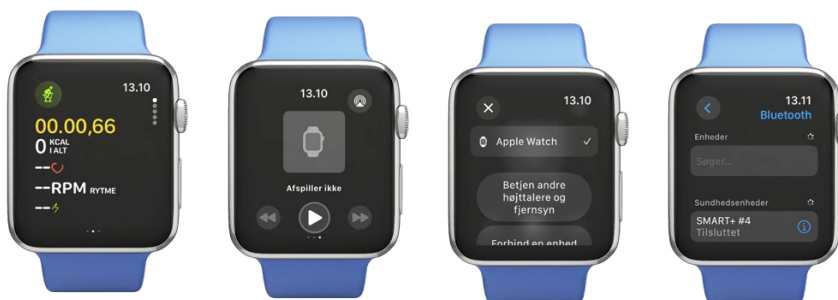 13.10
00.00,66
0 KCAL I ALT
--
--RPM RYTME
--
13.10
Afspiller ikke
13.10
Apple Watch
Betjen andre
højttalere og
fjernsyn
Forbind en enhed
13.11
Bluetooth
Enheder
Søger...
Sundhedsenheder
SMART+ #4
Tilsluttet